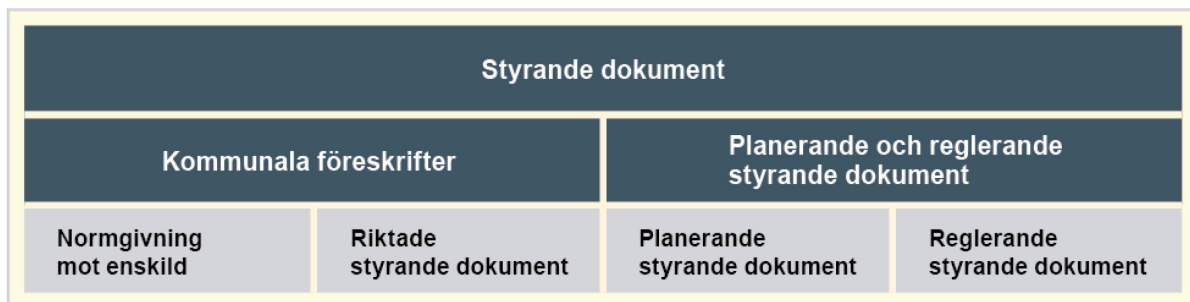 Styrande dokument
Kommunala föreskrifter
Planerande och reglerande
styrande dokument
Normgivning
mot enskild
Riktade
styrande dokument
Planerande
styrande dokument
Reglerande
styrande dokument